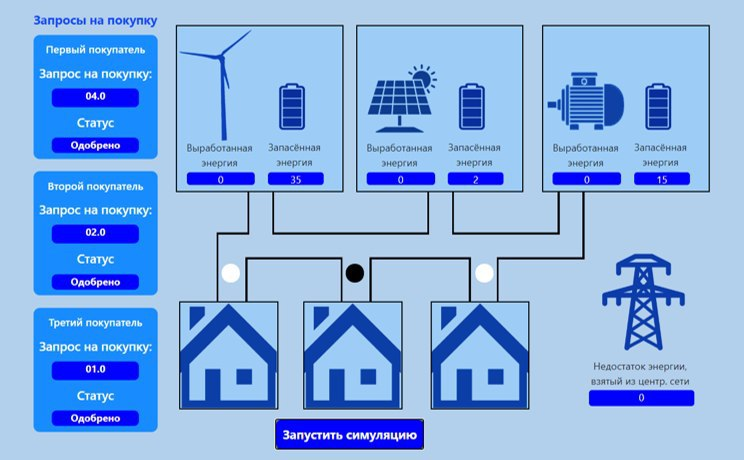 Запросы на покупку
Первый покупатель
Запрос на покупку:
04.0
Статус
Одобрено
Второй покупатель
Запрос на покупку:
02.0
Статус
Одобрено
Третий покупатель
Запрос на покупку:
01.0
Статус
Одобрено
Выработанная
энергия
0
Запасённая
энергия
35
Выработанная
энергия
0
Запасённая
энергия
2
Выработанная
энергия
0
Запасённая
энергия
15
Недостаток энергии,
взятый из центр. сети
0
Запустить симуляцию